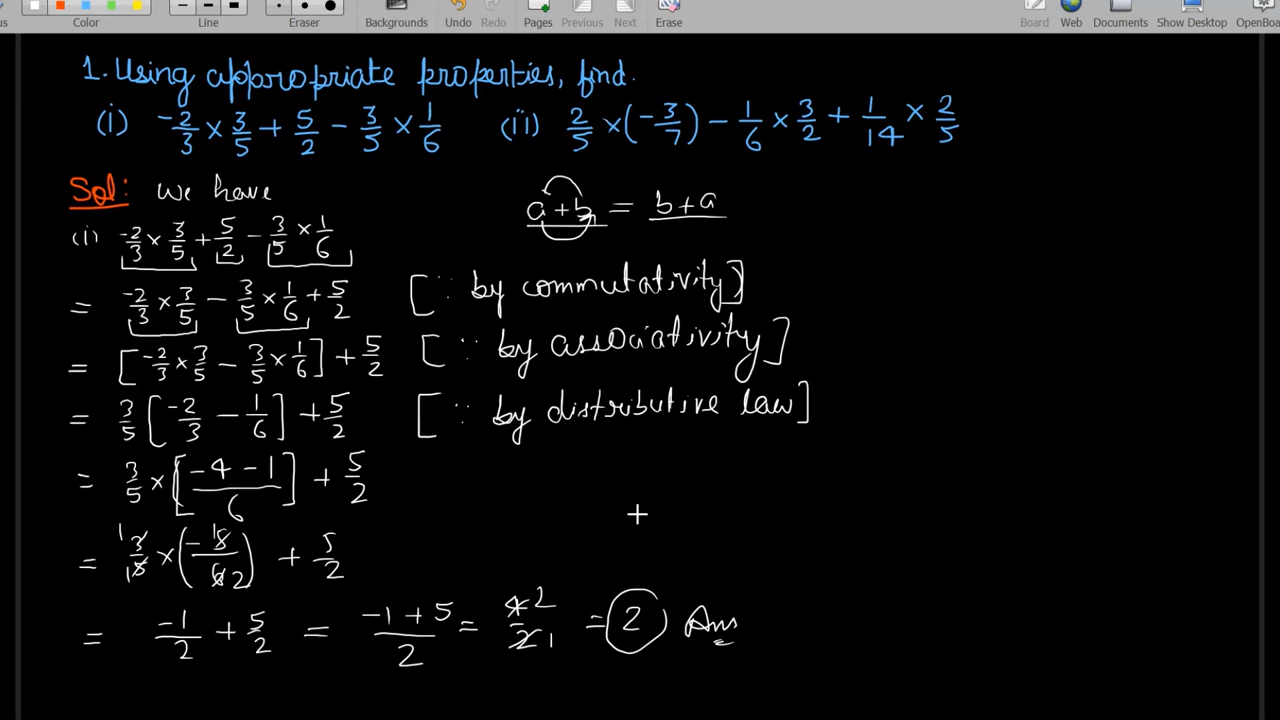 Color Line Eraser Backgrounds Undo Redo Pages Previous Next Erase Board Web Documents Show Desktop OpenBoa
1. Using appropriate properties, find.
(i) -2/3 × 3/5 + 5/2 - 3/5 × 1/6 (ii) 2/5 × (-3/7) - 1/6 × 3/2 + 1/14 × 2/5
Sol: we have
a + b = b + a
(i) -2/3 × 3/5 + 5/2 - 3/5 × 1/6
= -2/3 × 3/5 - 3/5 × 1/6 + 5/2 [∵ by commutativity]
= [-2/3 × 3/5 - 3/5 × 1/6] + 5/2 [∵ by associativity]
= 3/5 [-2/3 - 1/6] + 5/2 [∵ by distributive law]
= 3/5 × [-4 - 1 / 6] + 5/2
= 3/5 × (-5/6) + 5/2
= -1/2 + 5/2 = -1 + 5 / 2 = 4/2 = 2 Ans